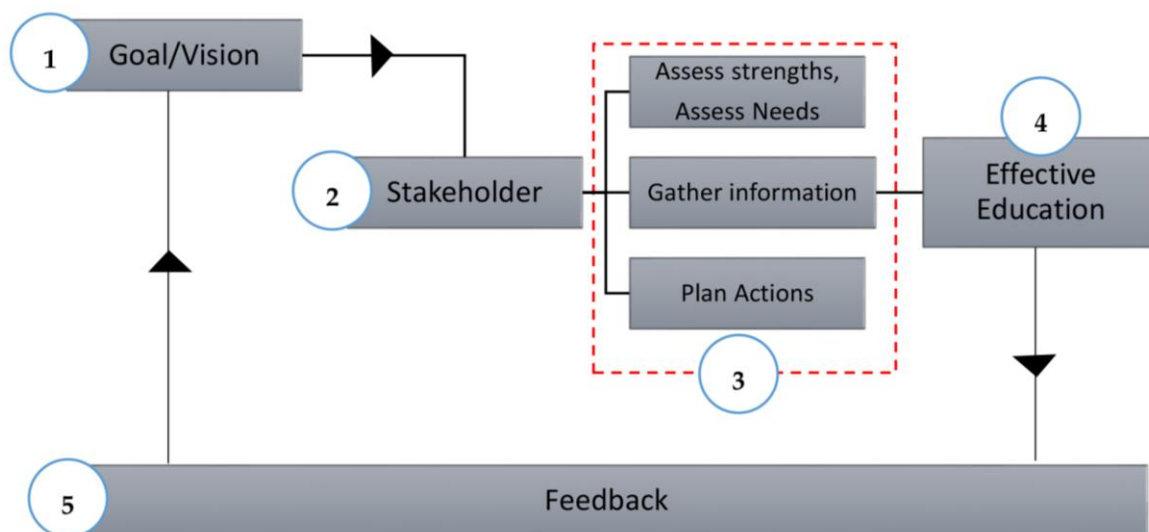 1
Goal/Vision
2
Stakeholder
Assess strengths,
Assess Needs
Gather information
Plan Actions
3
4
Effective
Education
5
Feedback